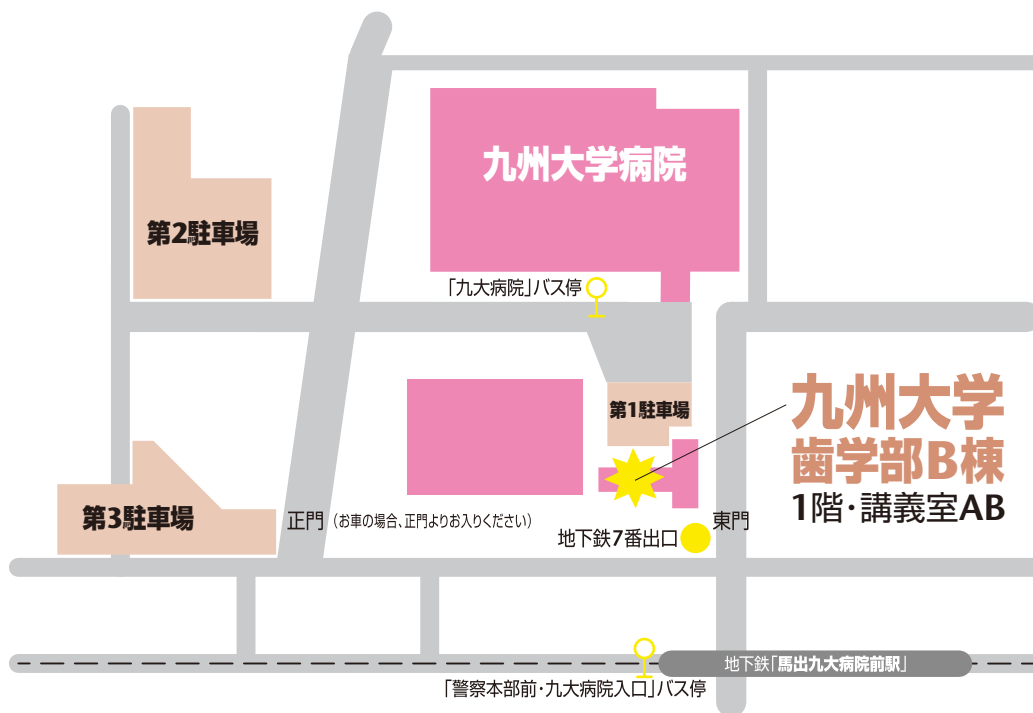 九州大学病院
第2駐車場
「九大病院」バス停
第1駐車場
九州大学
歯学部B棟
1階・講義室AB
第3駐車場
正門（お車の場合、正門よりお入りください）
東門
地下鉄7番出口
地下鉄「馬出九大病院前駅」
「警察本部前・九大病院入口」バス停